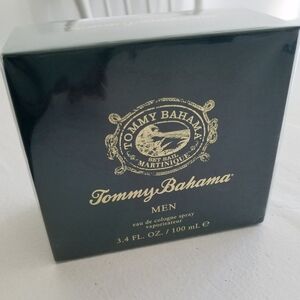 TOMMY BAHAMA
SET SAIL
MARTINIQUE
Tommy Bahama
MEN
eau de cologne spray
vaporisateur
3.4 FL. OZ. / 100 mL ℮